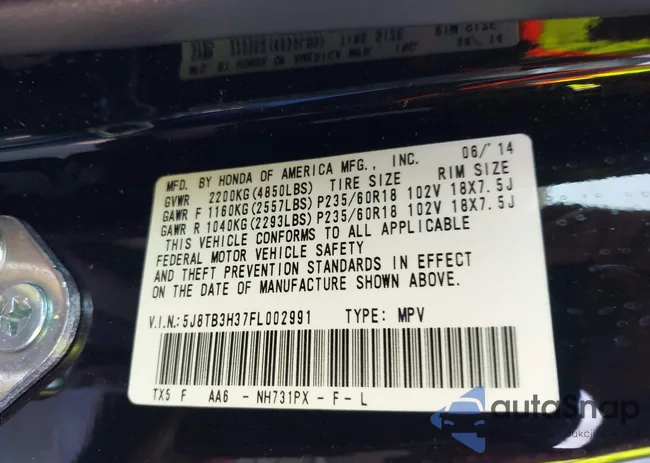 MFD. BY HONDA OF AMERICA MFG., INC. 06/'14
GVWR 2200KG(4850LBS) TIRE SIZE RIM SIZE
GAWR F 1160KG(2557LBS) P235/60R18 102V 18X7.5J
GAWR R 1040KG(2293LBS) P235/60R18 102V 18X7.5J
THIS VEHICLE CONFORMS TO ALL APPLICABLE
FEDERAL MOTOR VEHICLE SAFETY
AND THEFT PREVENTION STANDARDS IN EFFECT
ON THE DATE OF MANUFACTURE SHOWN ABOVE.
V.I.N.:5J8TB3H37FL002991 TYPE: MPV
TX5 F AA6 - NH731PX - F - L
autoSnap